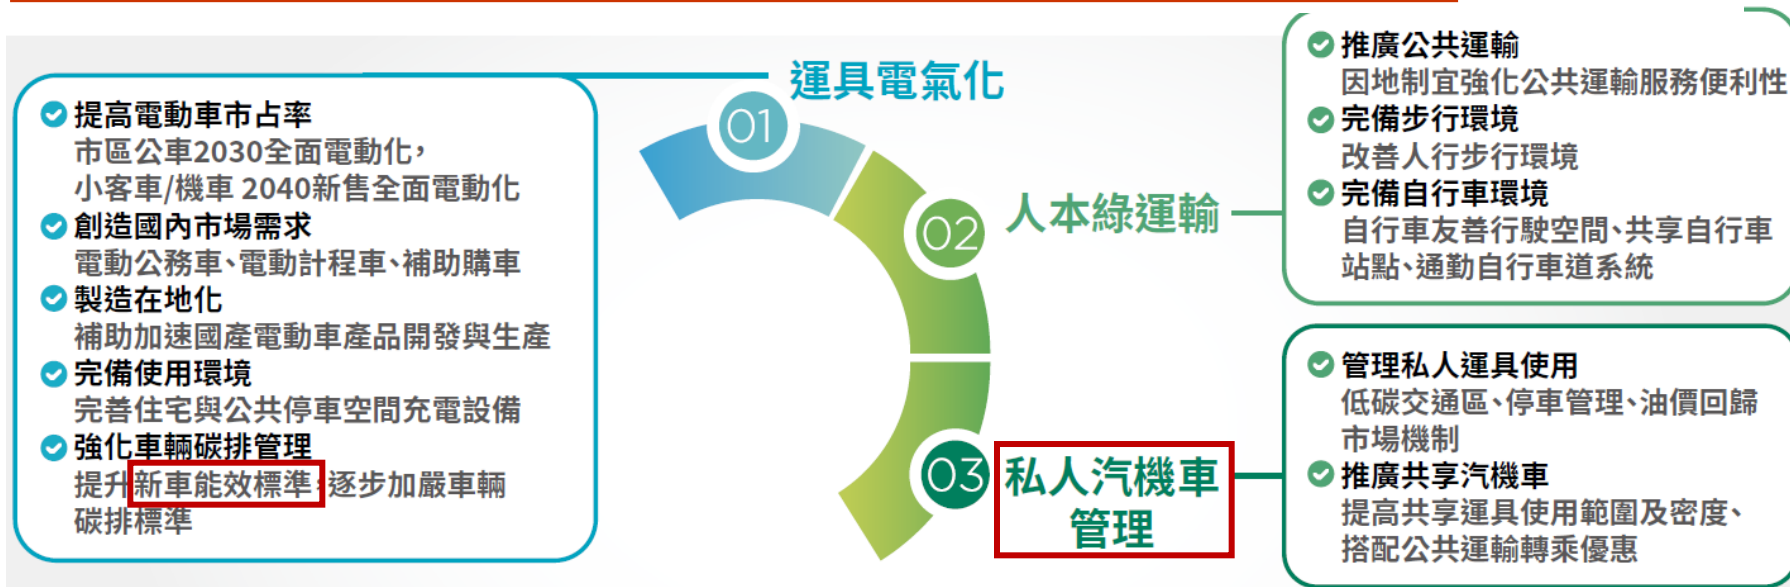 運具電氣化
01
提高電動車市占率
市區公車2030全面電動化，
小客車/機車 2040新售全面電動化
創造國內市場需求
電動公務車、電動計程車、補助購車
製造在地化
補助加速國產電動車產品開發與生產
完備使用環境
完善住宅與公共停車空間充電設備
強化車輛碳排管理
提升新車能效標準，逐步加嚴車輛
碳排標準
02
人本綠運輸
推廣公共運輸
因地制宜強化公共運輸服務便利性
完備步行環境
改善人行步行環境
完備自行車環境
自行車友善行駛空間、共享自行車
站點、通勤自行車道系統
03
私人汽機車
管理
管理私人運具使用
低碳交通區、停車管理、油價回歸
市場機制
推廣共享汽機車
提高共享運具使用範圍及密度、
搭配公共運輸轉乘優惠